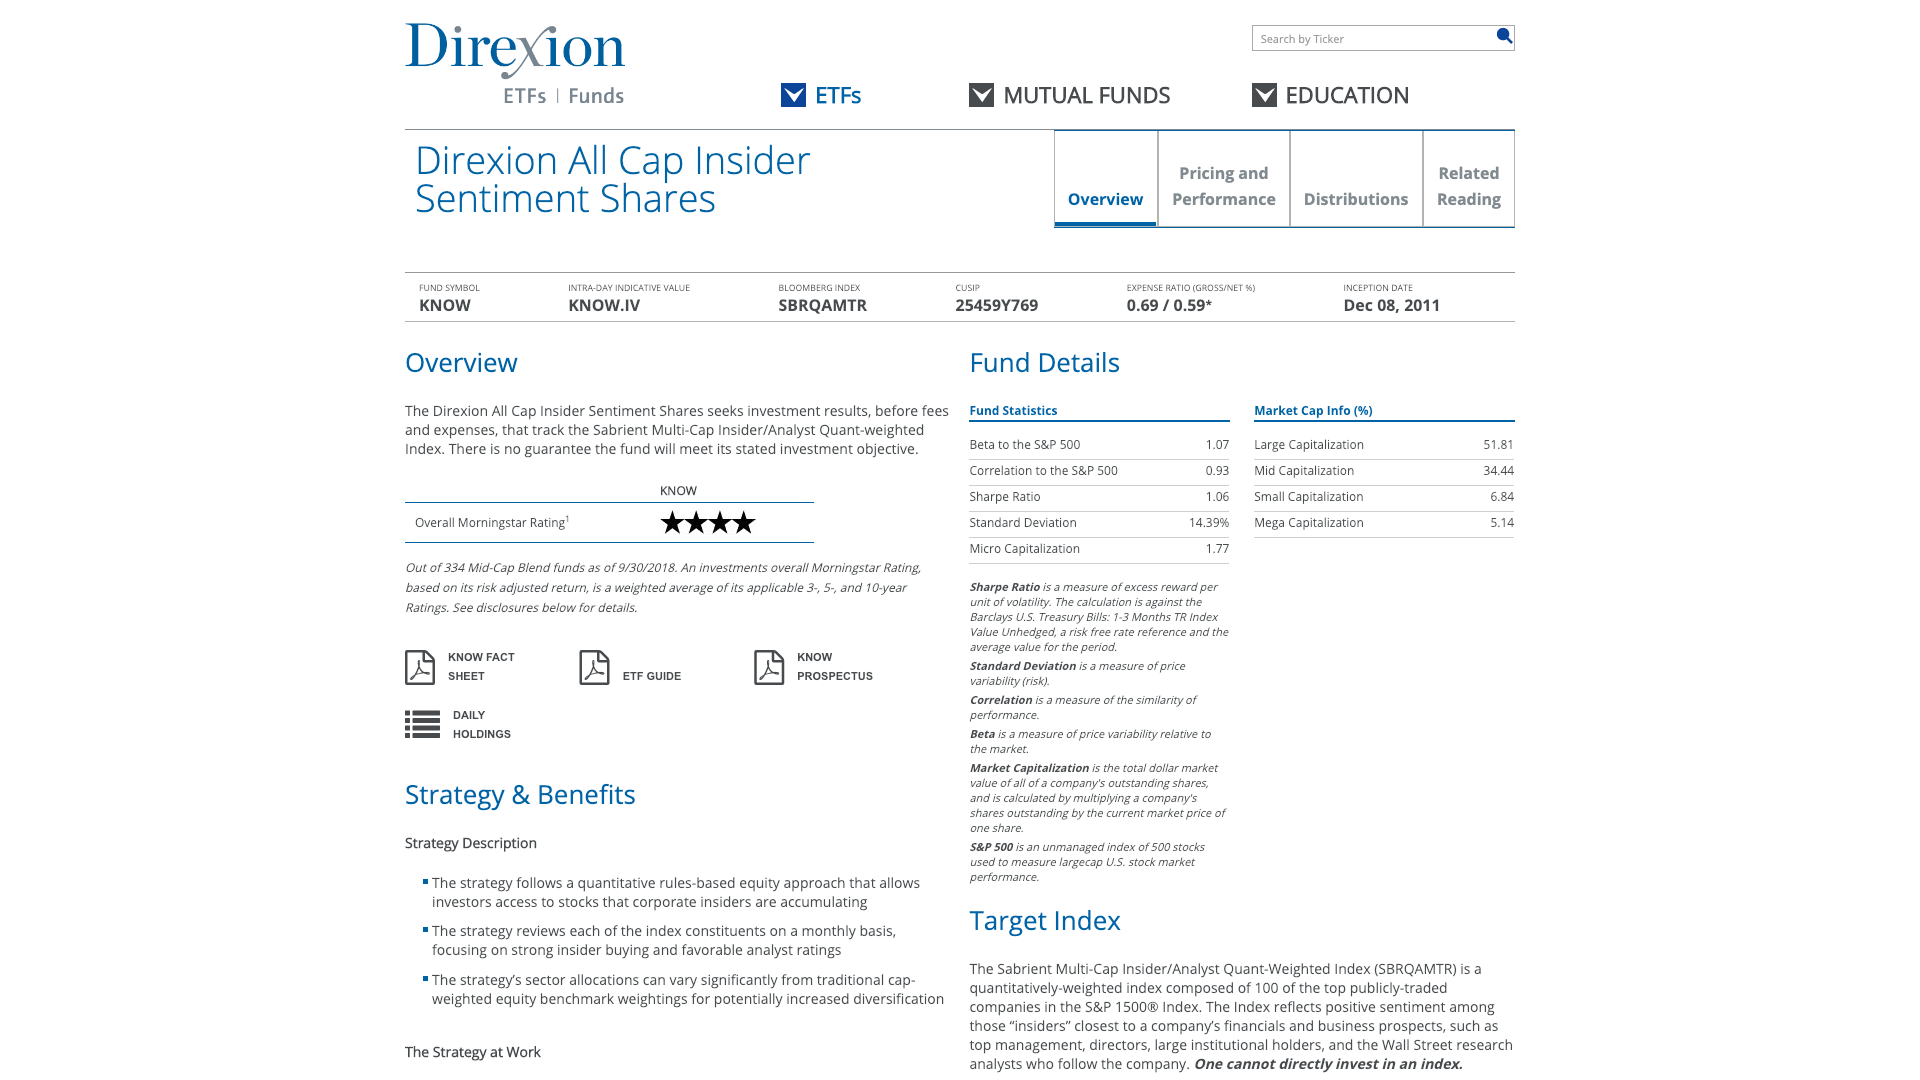 Direxion
ETFs | Funds
Search by Ticker
ETFs
MUTUAL FUNDS
EDUCATION
Direxion All Cap Insider
Sentiment Shares
Overview
Pricing and
Performance
Distributions
Related
Reading
FUND SYMBOL
KNOW
INTRA-DAY INDICATIVE VALUE
KNOW.IV
BLOOMBERG INDEX
SBRQAMTR
CUSIP
25459Y769
EXPENSE RATIO (GROSS/NET %)
0.69 / 0.59*
INCEPTION DATE
Dec 08, 2011
Overview
The Direxion All Cap Insider Sentiment Shares seeks investment results, before fees
and expenses, that track the Sabrient Multi-Cap Insider/Analyst Quant-weighted
Index. There is no guarantee the fund will meet its stated investment objective.
KNOW
Overall Morningstar Rating1 ★★★★
Out of 334 Mid-Cap Blend funds as of 9/30/2018. An investments overall Morningstar Rating,
based on its risk adjusted return, is a weighted average of its applicable 3-, 5-, and 10-year
Ratings. See disclosures below for details.
KNOW FACT
SHEET
ETF GUIDE
KNOW
PROSPECTUS
DAILY
HOLDINGS
Strategy & Benefits
Strategy Description
The strategy follows a quantitative rules-based equity approach that allows
investors access to stocks that corporate insiders are accumulating
The strategy reviews each of the index constituents on a monthly basis,
focusing on strong insider buying and favorable analyst ratings
The strategy’s sector allocations can vary significantly from traditional cap-
weighted equity benchmark weightings for potentially increased diversification
The Strategy at Work
Fund Details
Fund Statistics
Beta to the S&P 500 1.07
Correlation to the S&P 500 0.93
Sharpe Ratio 1.06
Standard Deviation 14.39%
Micro Capitalization 1.77
Market Cap Info (%)
Large Capitalization 51.81
Mid Capitalization 34.44
Small Capitalization 6.84
Mega Capitalization 5.14
Sharpe Ratio is a measure of excess reward per
unit of volatility. The calculation is against the
Barclays U.S. Treasury Bills: 1-3 Months TR Index
Value Unhedged, a risk free rate reference and the
average value for the period.
Standard Deviation is a measure of price
variability (risk).
Correlation is a measure of the similarity of
performance.
Beta is a measure of price variability relative to
the market.
Market Capitalization is the total dollar market
value of all of a company's outstanding shares,
and is calculated by multiplying a company's
shares outstanding by the current market price of
one share.
S&P 500 is an unmanaged index of 500 stocks
used to measure largecap U.S. stock market
performance.
Target Index
The Sabrient Multi-Cap Insider/Analyst Quant-Weighted Index (SBRQAMTR) is a
quantitatively-weighted index composed of 100 of the top publicly-traded
companies in the S&P 1500® Index. The Index reflects positive sentiment among
those “insiders” closest to a company’s financials and business prospects, such as
top management, directors, large institutional holders, and the Wall Street research
analysts who follow the company. One cannot directly invest in an index.